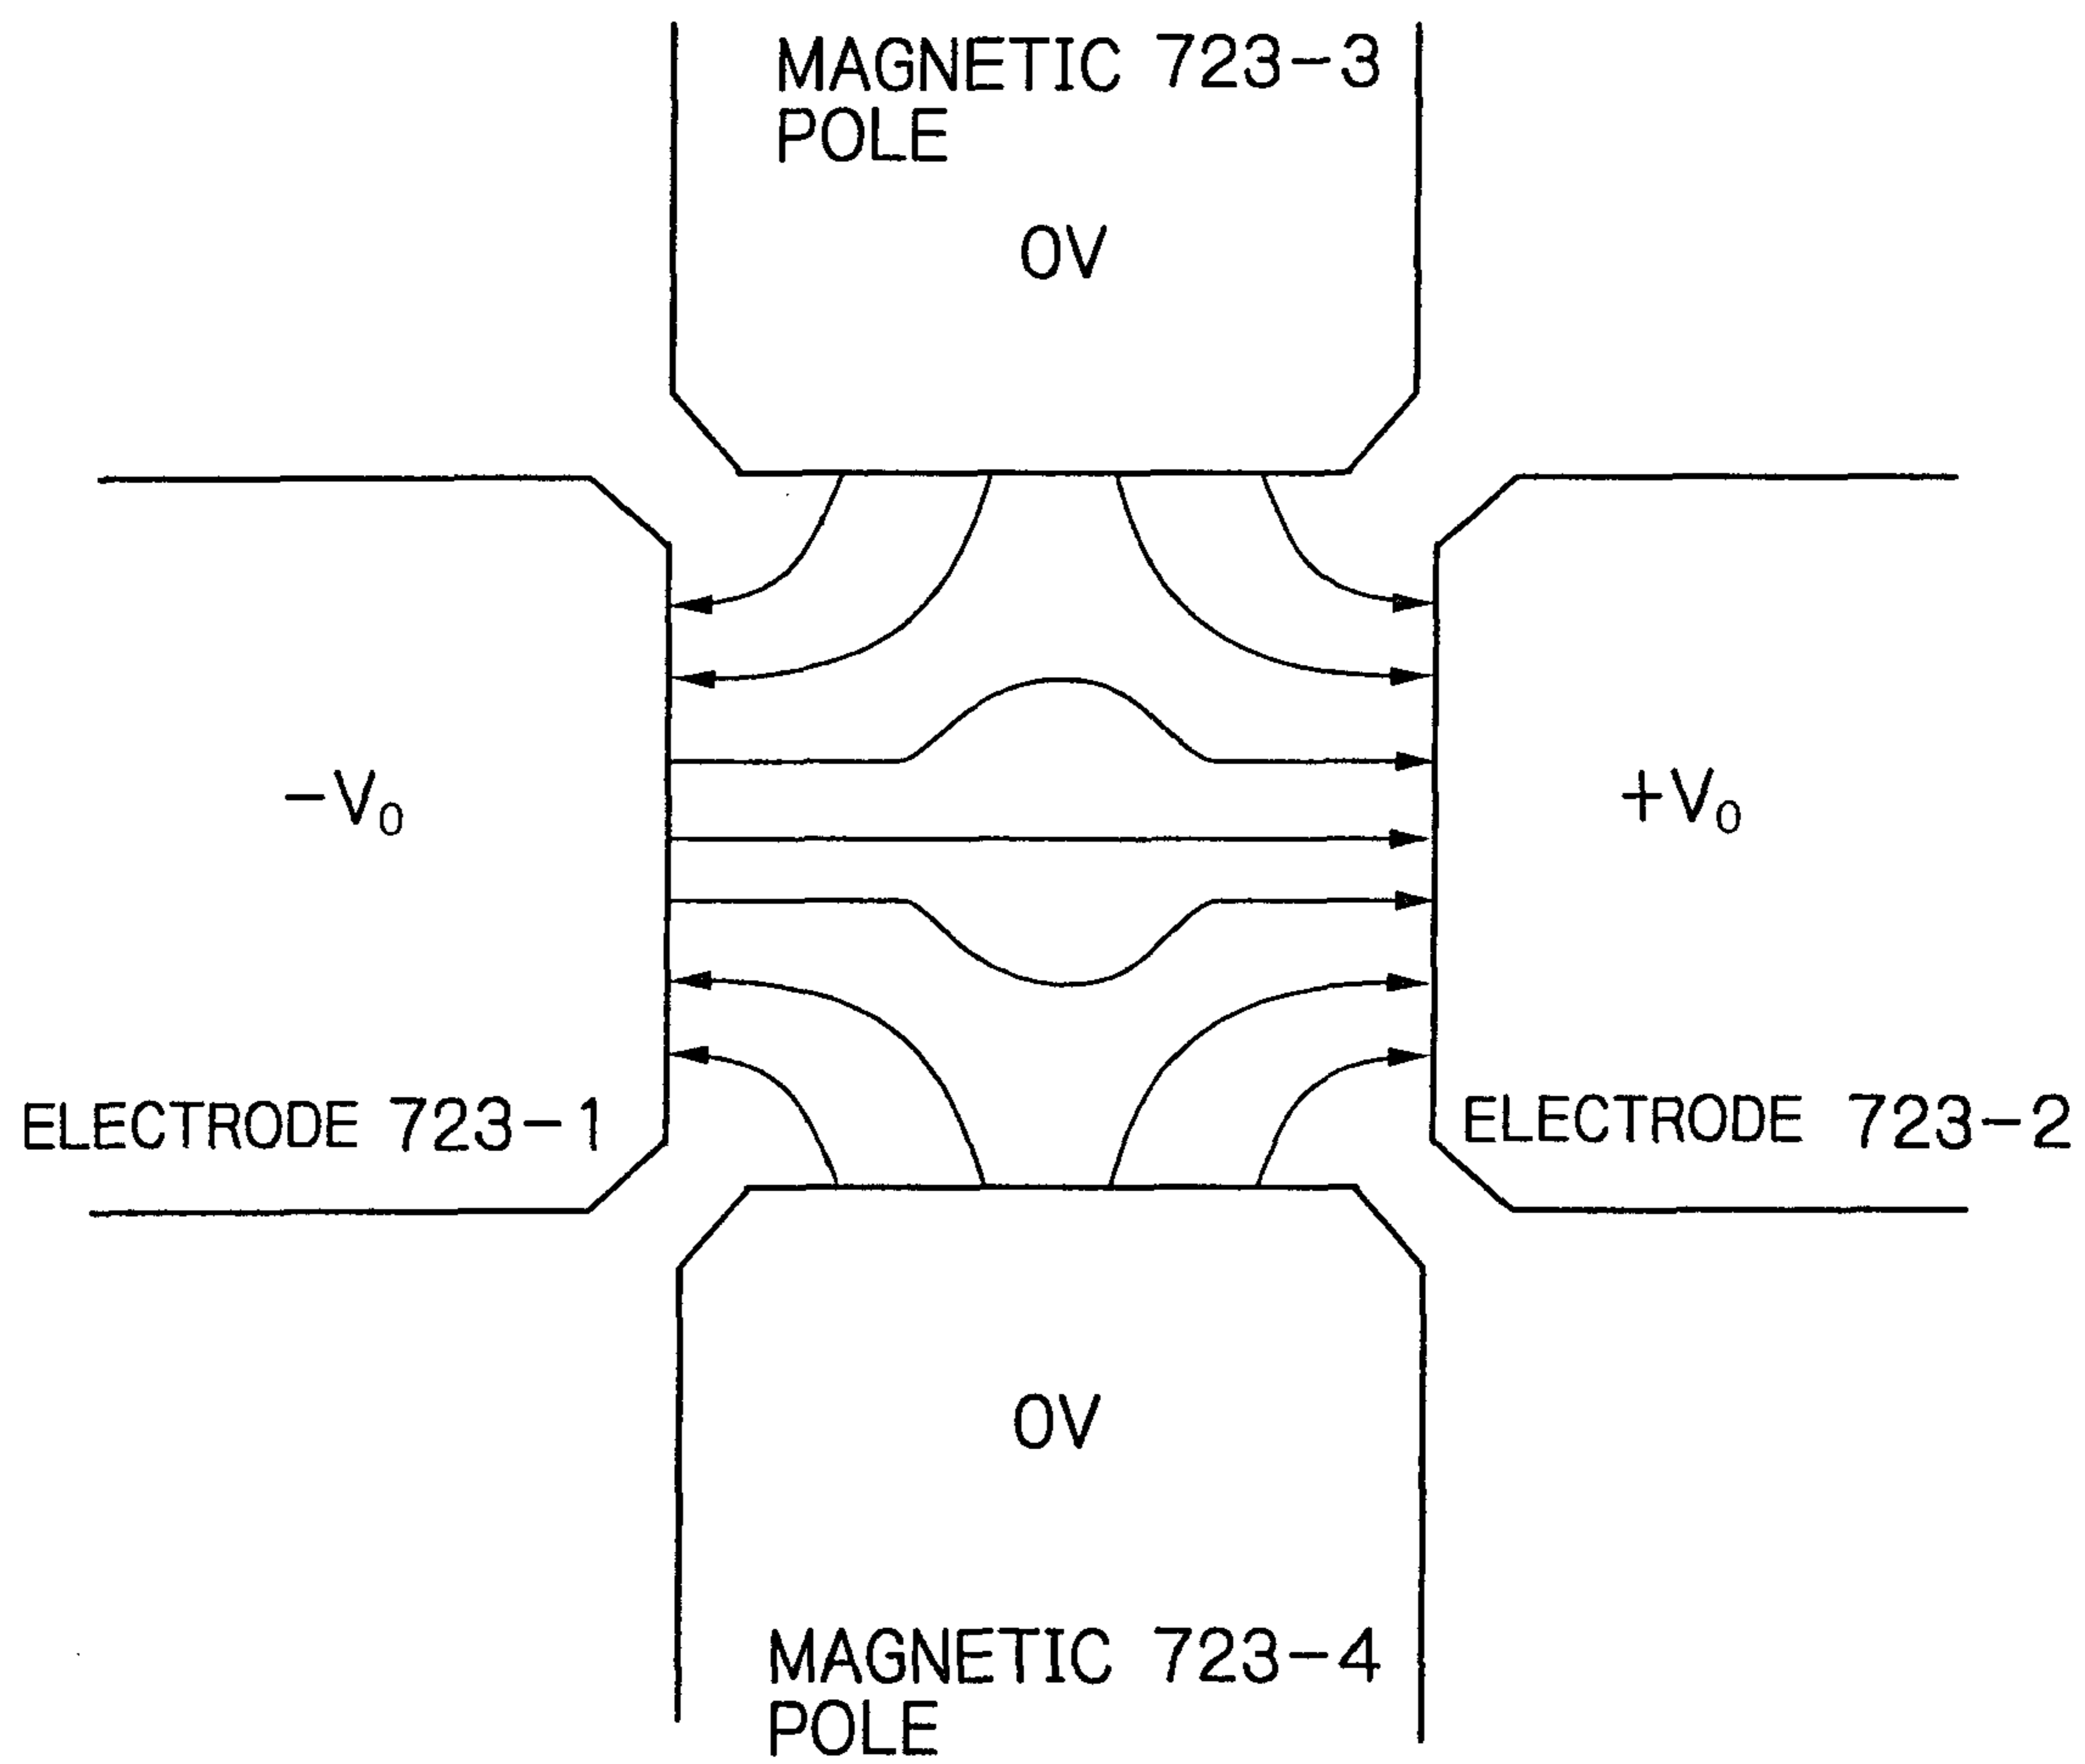 MAGNETIC 723-3
POLE
0V
-V₀
+V₀
ELECTRODE 723-1
ELECTRODE 723-2
0V
MAGNETIC 723-4
POLE